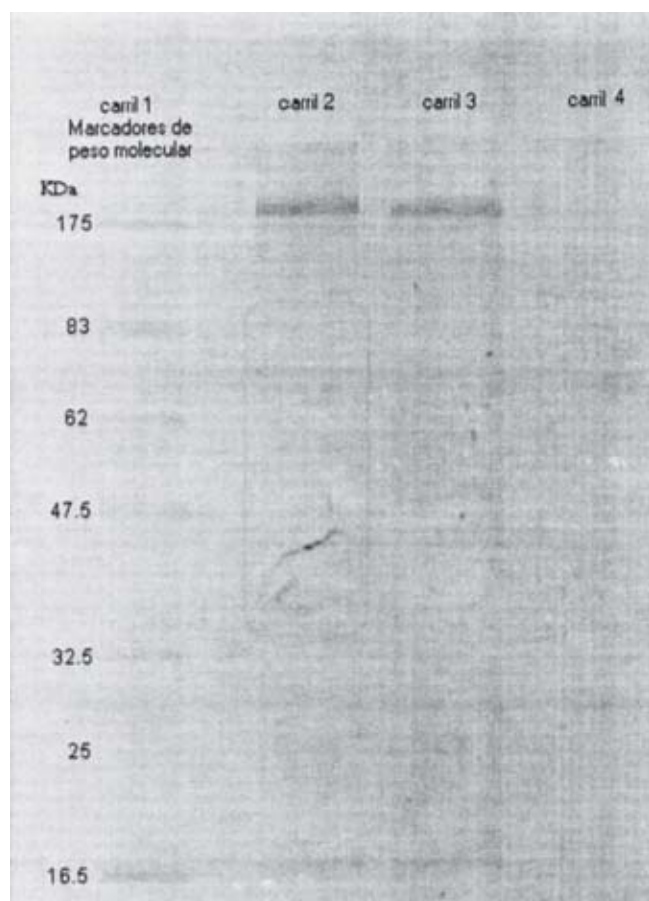 carril 1
Marcadores de
peso molecular
carril 2
carril 3
carril 4
KDa
175
83
62
47.5
32.5
25
16.5